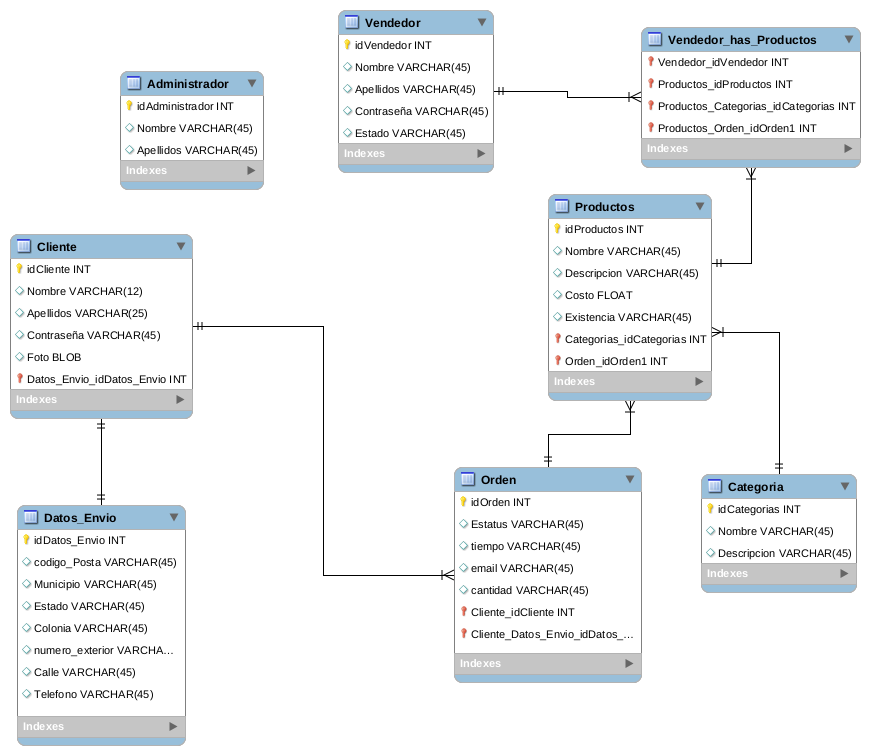 Vendedor
idVendedor INT
Nombre VARCHAR(45)
Apellidos VARCHAR(45)
Contraseña VARCHAR(45)
Estado VARCHAR(45)
Indexes
Vendedor_has_Productos
Vendedor_idVendedor INT
Productos_idProductos INT
Productos_Categorias_idCategorias INT
Productos_Orden_idOrden1 INT
Indexes
Administrador
idAdministrador INT
Nombre VARCHAR(45)
Apellidos VARCHAR(45)
Indexes
Productos
idProductos INT
Nombre VARCHAR(45)
Descripcion VARCHAR(45)
Costo FLOAT
Existencia VARCHAR(45)
Categorias_idCategorias INT
Orden_idOrden1 INT
Indexes
Cliente
idCliente INT
Nombre VARCHAR(12)
Apellidos VARCHAR(25)
Contraseña VARCHAR(45)
Foto BLOB
Datos_Envio_idDatos_Envio INT
Indexes
Orden
idOrden INT
Estatus VARCHAR(45)
tiempo VARCHAR(45)
email VARCHAR(45)
cantidad VARCHAR(45)
Cliente_idCliente INT
Cliente_Datos_Envio_idDatos_...
Indexes
Categoria
idCategorias INT
Nombre VARCHAR(45)
Descripcion VARCHAR(45)
Indexes
Datos_Envio
idDatos_Envio INT
codigo_Posta VARCHAR(45)
Municipio VARCHAR(45)
Estado VARCHAR(45)
Colonia VARCHAR(45)
numero_exterior VARCHA...
Calle VARCHAR(45)
Telefono VARCHAR(45)
Indexes